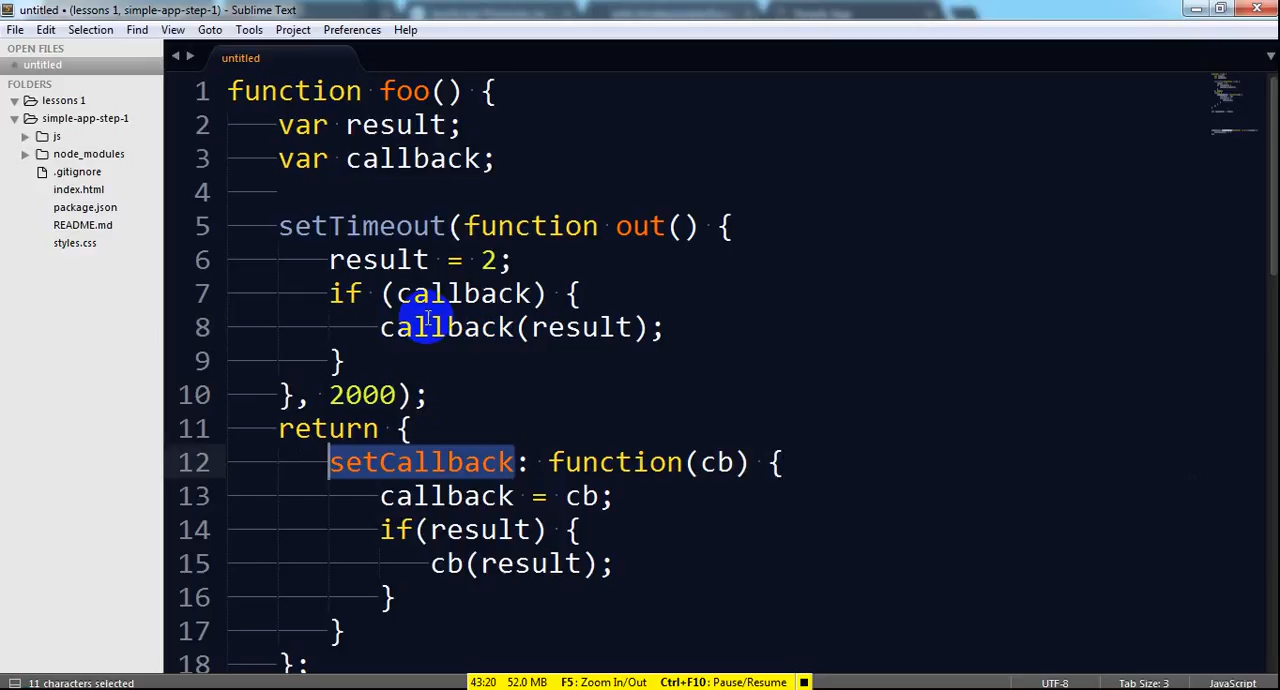 untitled • (lessons 1, simple-app-step-1) - Sublime Text
File Edit Selection Find View Goto Tools Project Preferences Help
OPEN FILES
untitled
FOLDERS
lessons 1
simple-app-step-1
js
node_modules
.gitignore
index.html
package.json
README.md
styles.css
untitled
1 function foo() {
2 var result;
3 var callback;
4
5 setTimeout(function out() {
6 result = 2;
7 if (callback) {
8 callback(result);
9 }
10 }, 2000);
11 return {
12 setCallback: function(cb) {
13 callback = cb;
14 if(result) {
15 cb(result);
16 }
17 }
18 };
11 characters selected
43:20 52.0 MB F5: Zoom In/Out Ctrl+F10: Pause/Resume
UTF-8 Tab Size: 3 JavaScript